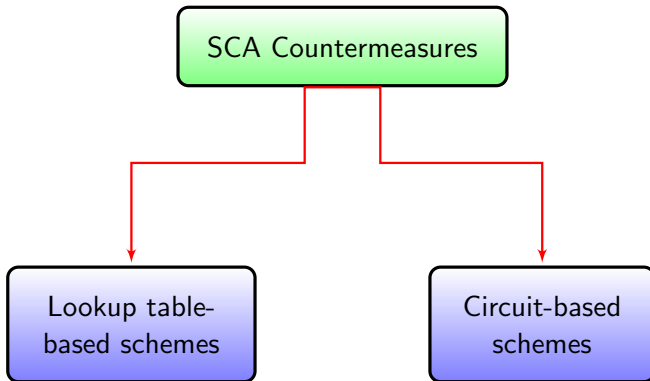 SCA Countermeasures
Lookup table-
based schemes
Circuit-based
schemes